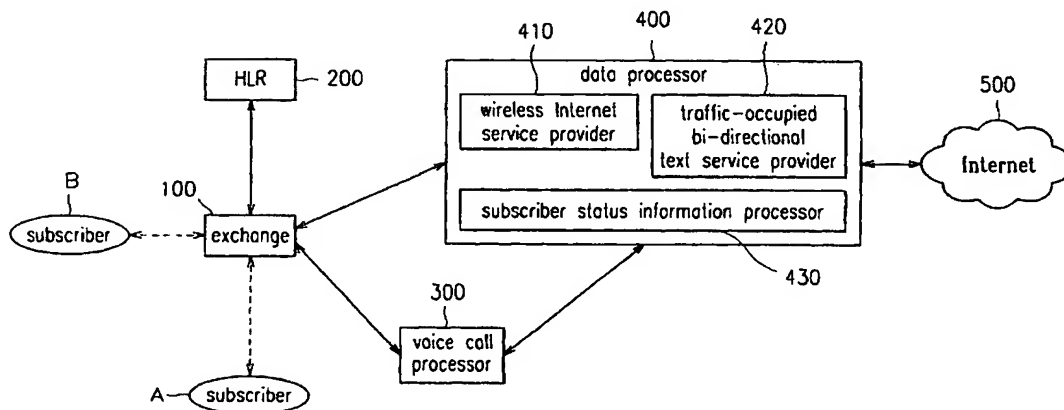 400
410
420
HLR
200
data processor
wireless Internet
service provider
traffic-occupied
bi-directional
text service provider
500
Internet
B
100
subscriber
exchange
subscriber status information processor
430
300
voice call
processor
A
subscriber